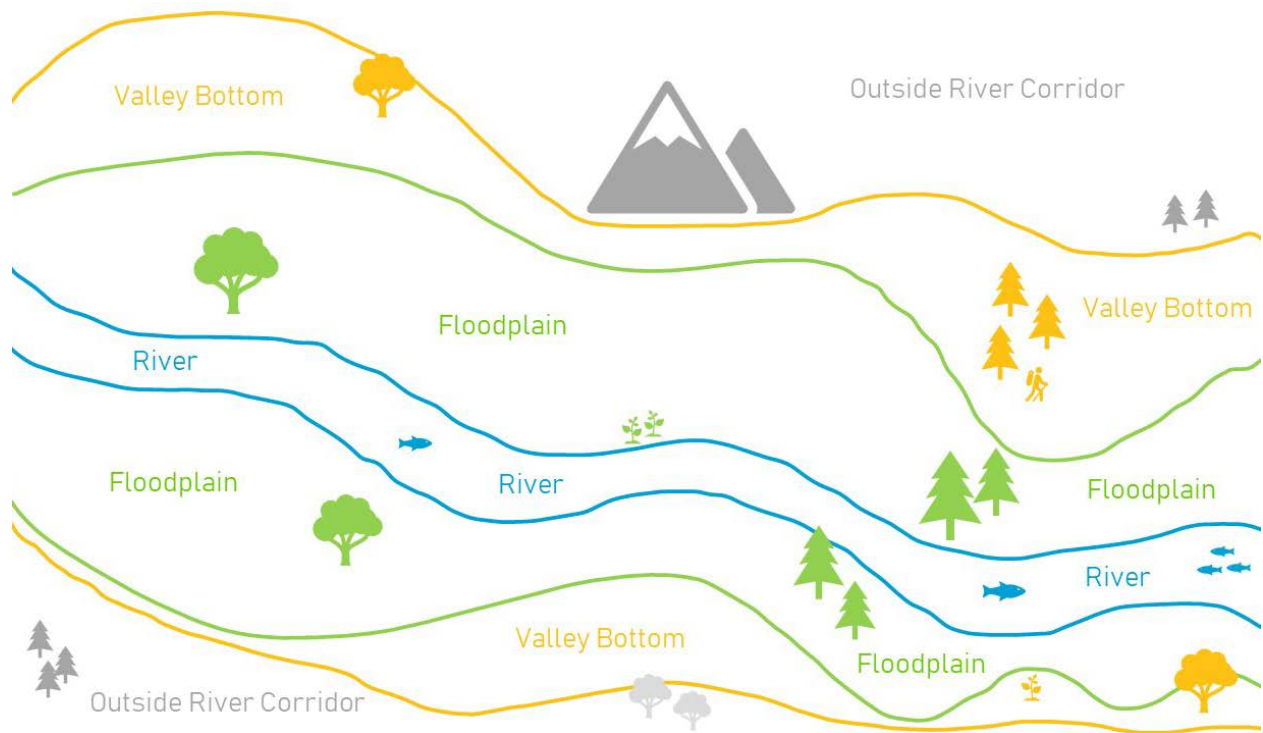 Outside River Corridor
Valley Bottom
Valley Bottom
Floodplain
River
Floodplain
River
Floodplain
River
Valley Bottom
Floodplain
Outside River Corridor